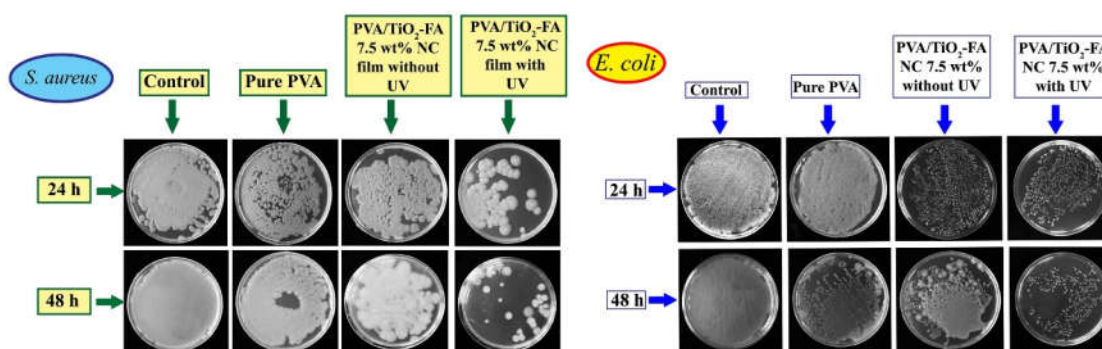 S. aureus
Control
Pure PVA
PVA/TiO₂-FA
7.5 wt% NC
film without
UV
PVA/TiO₂-FA
7.5 wt% NC
film with
UV
24 h
48 h
E. coli
Control
Pure PVA
PVA/TiO₂-FA
NC 7.5 wt%
without UV
PVA/TiO₂-FA
NC 7.5 wt%
with UV
24 h
48 h